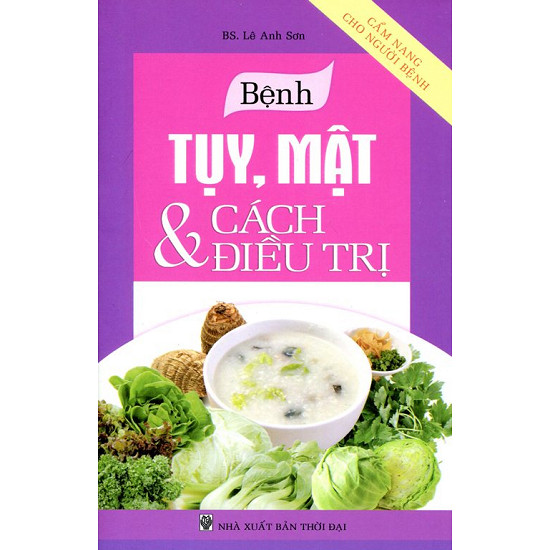 BS. Lê Anh Sơn
CẨM NANG
CHO NGƯỜI BỆNH
Bệnh
TỤY, MẬT
& CÁCH
ĐIỀU TRỊ
NHÀ XUẤT BẢN THỜI ĐẠI